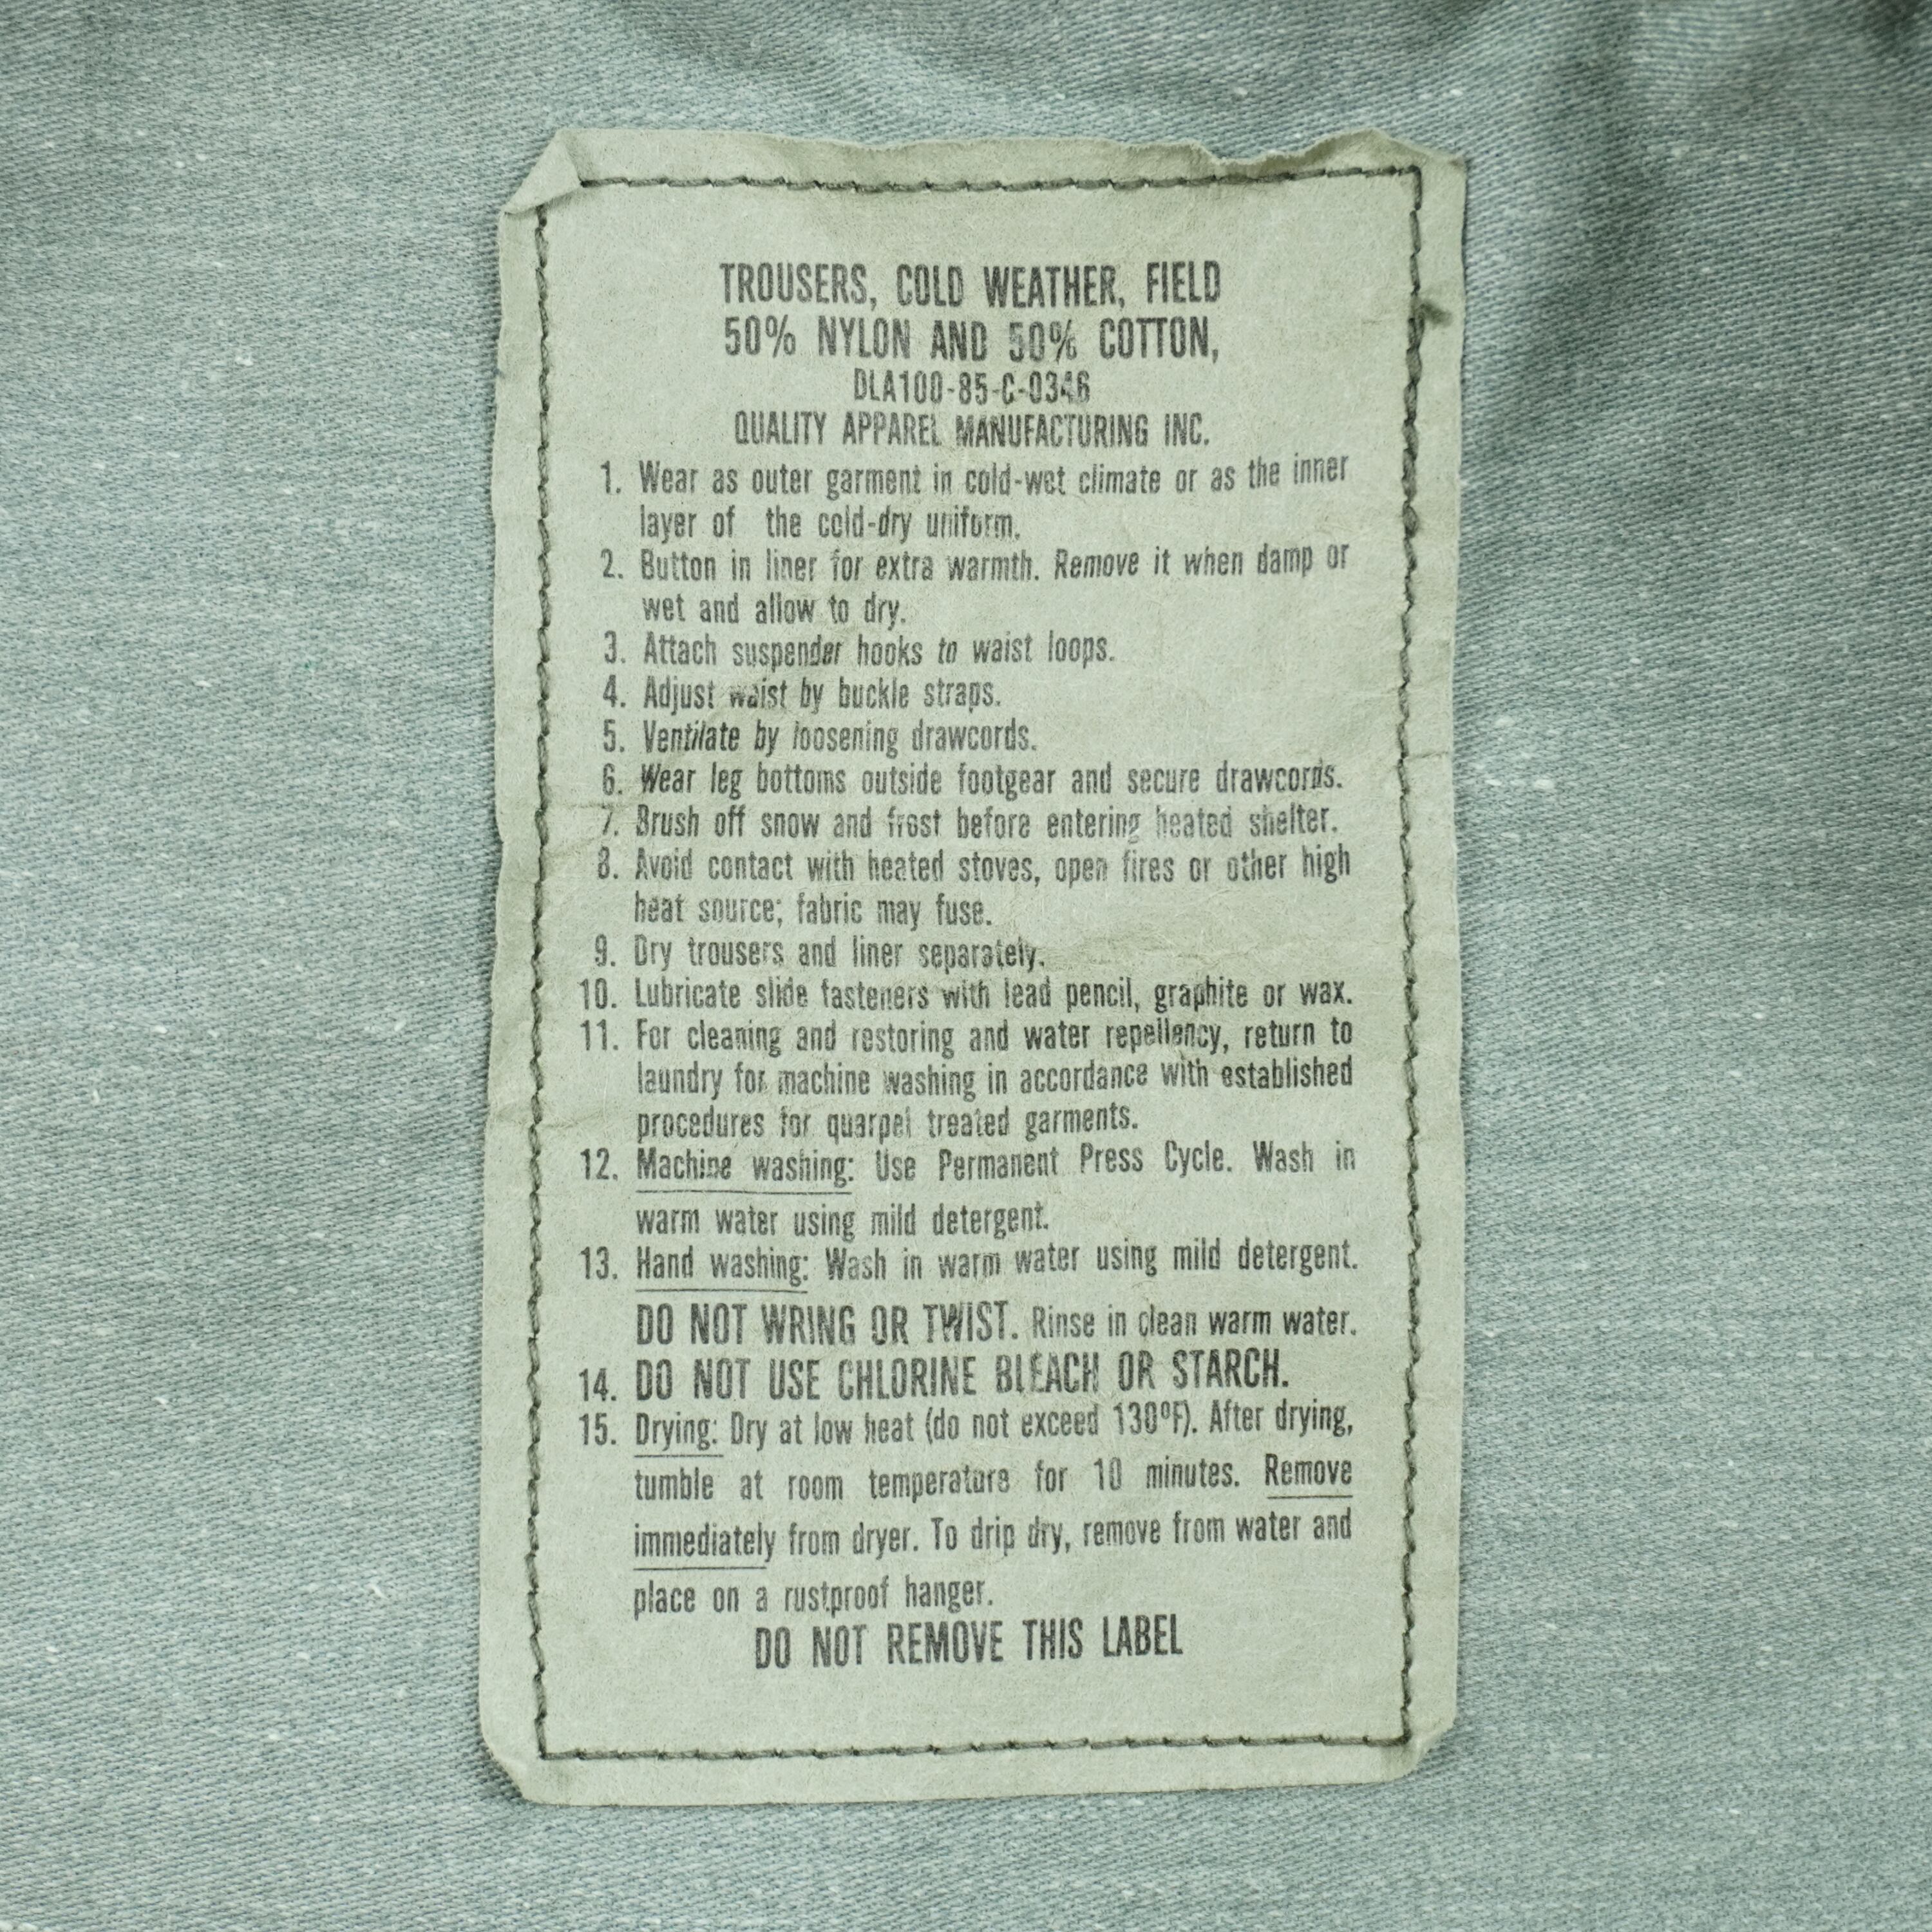 TROUSERS, COLD WEATHER, FIELD
50% NYLON AND 50% COTTON,
DLA100-85-C-0346
QUALITY APPAREL MANUFACTURING INC.
1. Wear as outer garment in cold-wet climate or as the inner
layer of the cold-dry uniform.
2. Button in liner for extra warmth. Remove it when damp or
wet and allow to dry.
3. Attach suspender hooks to waist loops.
4. Adjust waist by buckle straps.
5. Ventilate by loosening drawcords.
6. Wear leg bottoms outside footgear and secure drawcords.
7. Brush off snow and frost before entering heated shelter.
8. Avoid contact with heated stoves, open fires or other high
heat source; fabric may fuse.
9. Dry trousers and liner separately.
10. Lubricate slide fasteners with lead pencil, graphite or wax.
11. For cleaning and restoring and water repellency, return to
laundry for machine washing in accordance with established
procedures for quarpel treated garments.
12. Machine washing: Use Permanent Press Cycle. Wash in
warm water using mild detergent.
13. Hand washing: Wash in warm water using mild detergent.
DO NOT WRING OR TWIST. Rinse in clean warm water.
14. DO NOT USE CHLORINE BLEACH OR STARCH.
15. Drying: Dry at low heat (do not exceed 130ºF). After drying,
tumble at room temperature for 10 minutes. Remove
immediately from dryer. To drip dry, remove from water and
place on a rustproof hanger.
DO NOT REMOVE THIS LABEL